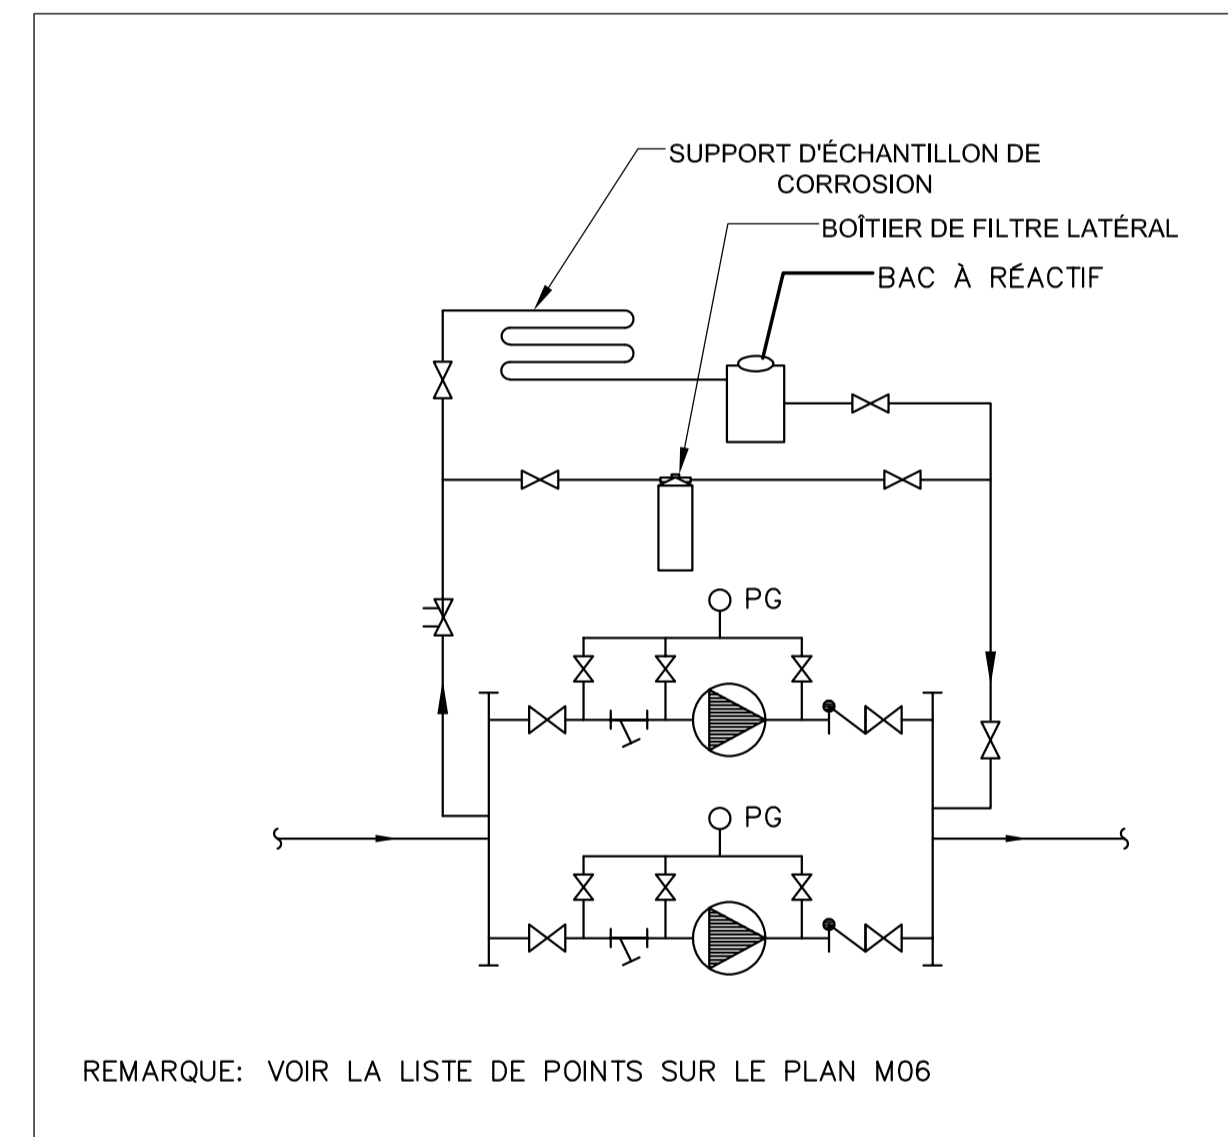 SUPPORT D'ÉCHANTILLON DE
CORROSION
BOÎTIER DE FILTRE LATÉRAL
BAC À RÉACTIF
PG
PG
REMARQUE: VOIR LA LISTE DE POINTS SUR LE PLAN M06